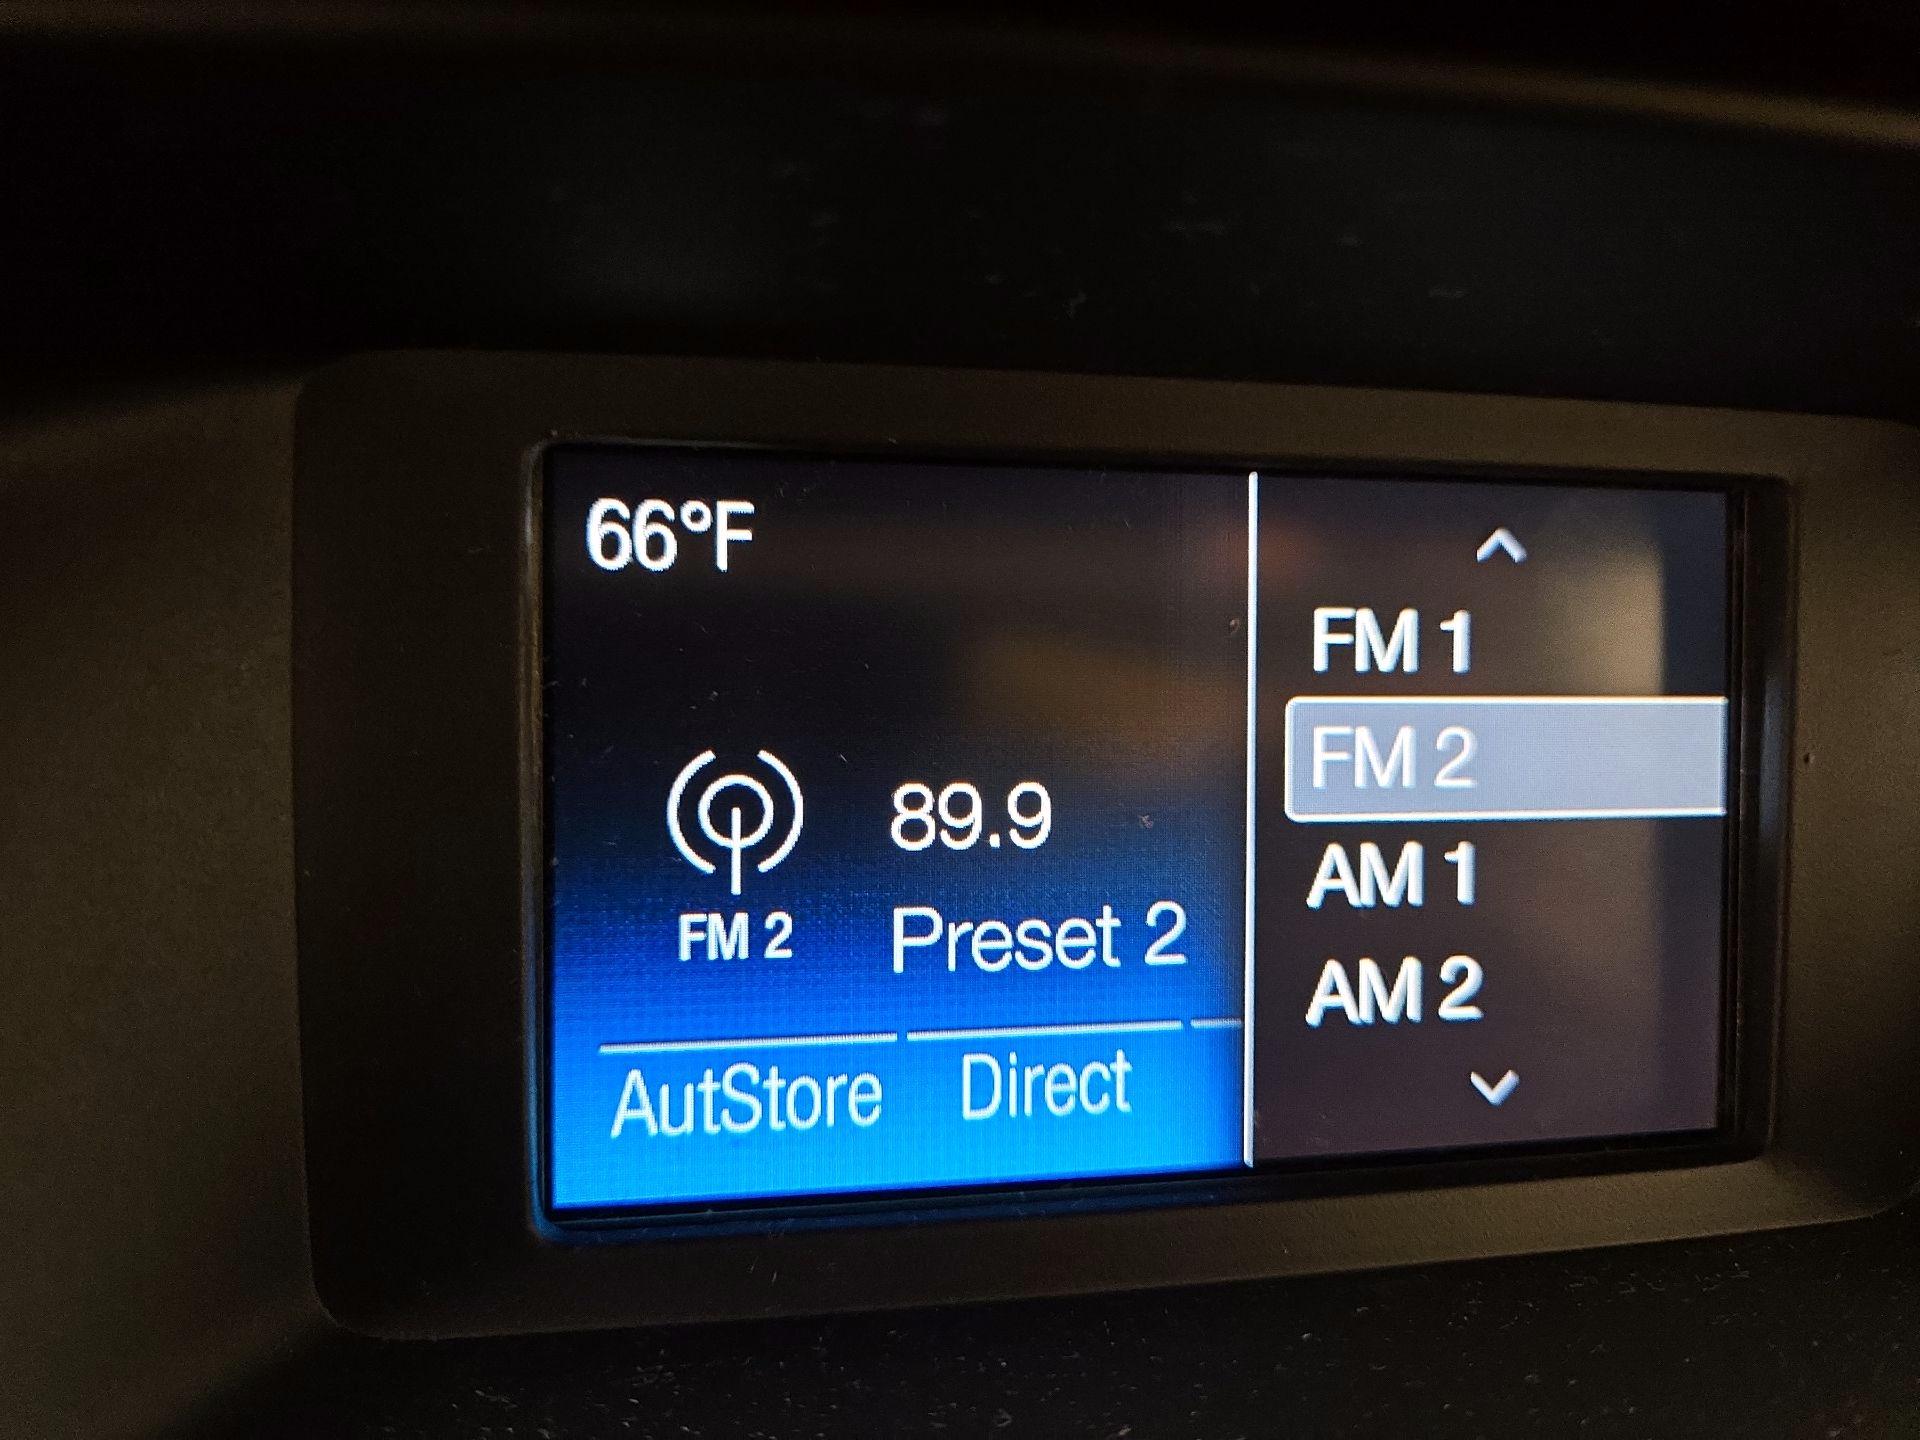 66°F
89.9
FM 2
Preset 2
AutStore
Direct
FM 1
FM 2
AM 1
AM 2